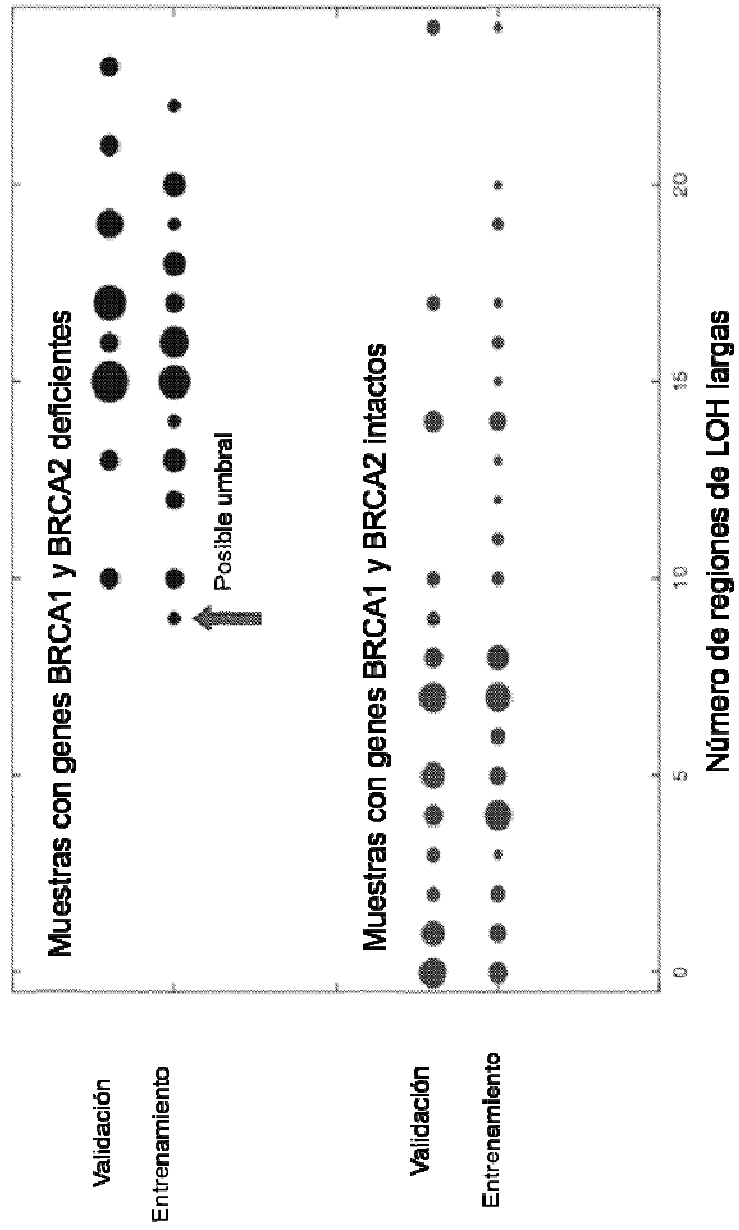 Muestras con genes BRCA1 y BRCA2 deficientes
Validación
Entrenamiento
Posible umbral
Muestras con genes BRCA1 y BRCA2 intactos
Validación
Entrenamiento
0 5 10 15 20
Número de regiones de LOH largas